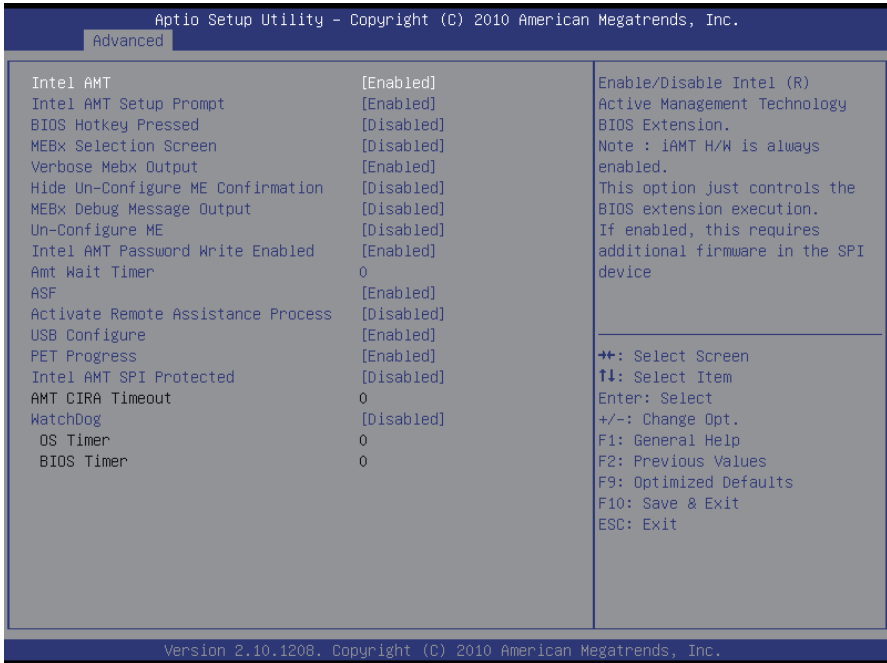 Aptio Setup Utility – Copyright (C) 2010 American Megatrends, Inc.
Advanced
Intel AMT [Enabled]
Intel AMT Setup Prompt [Enabled]
BIOS Hotkey Pressed [Disabled]
MEBx Selection Screen [Disabled]
Verbose Mebx Output [Enabled]
Hide Un-Configure ME Confirmation [Disabled]
MEBx Debug Message Output [Disabled]
Un-Configure ME [Disabled]
Intel AMT Password Write Enabled [Enabled]
Amt Wait Timer 0
ASF [Enabled]
Activate Remote Assistance Process [Disabled]
USB Configure [Enabled]
PET Progress [Enabled]
Intel AMT SPI Protected [Disabled]
AMT CIRA Timeout 0
WatchDog [Disabled]
OS Timer 0
BIOS Timer 0
Enable/Disable Intel (R)
Active Management Technology
BIOS Extension.
Note : iAMT H/W is always
enabled.
This option just controls the
BIOS extension execution.
If enabled, this requires
additional firmware in the SPI
device
→←: Select Screen
↑↓: Select Item
Enter: Select
+/-: Change Opt.
F1: General Help
F2: Previous Values
F9: Optimized Defaults
F10: Save & Exit
ESC: Exit
Version 2.10.1208. Copyright (C) 2010 American Megatrends, Inc.